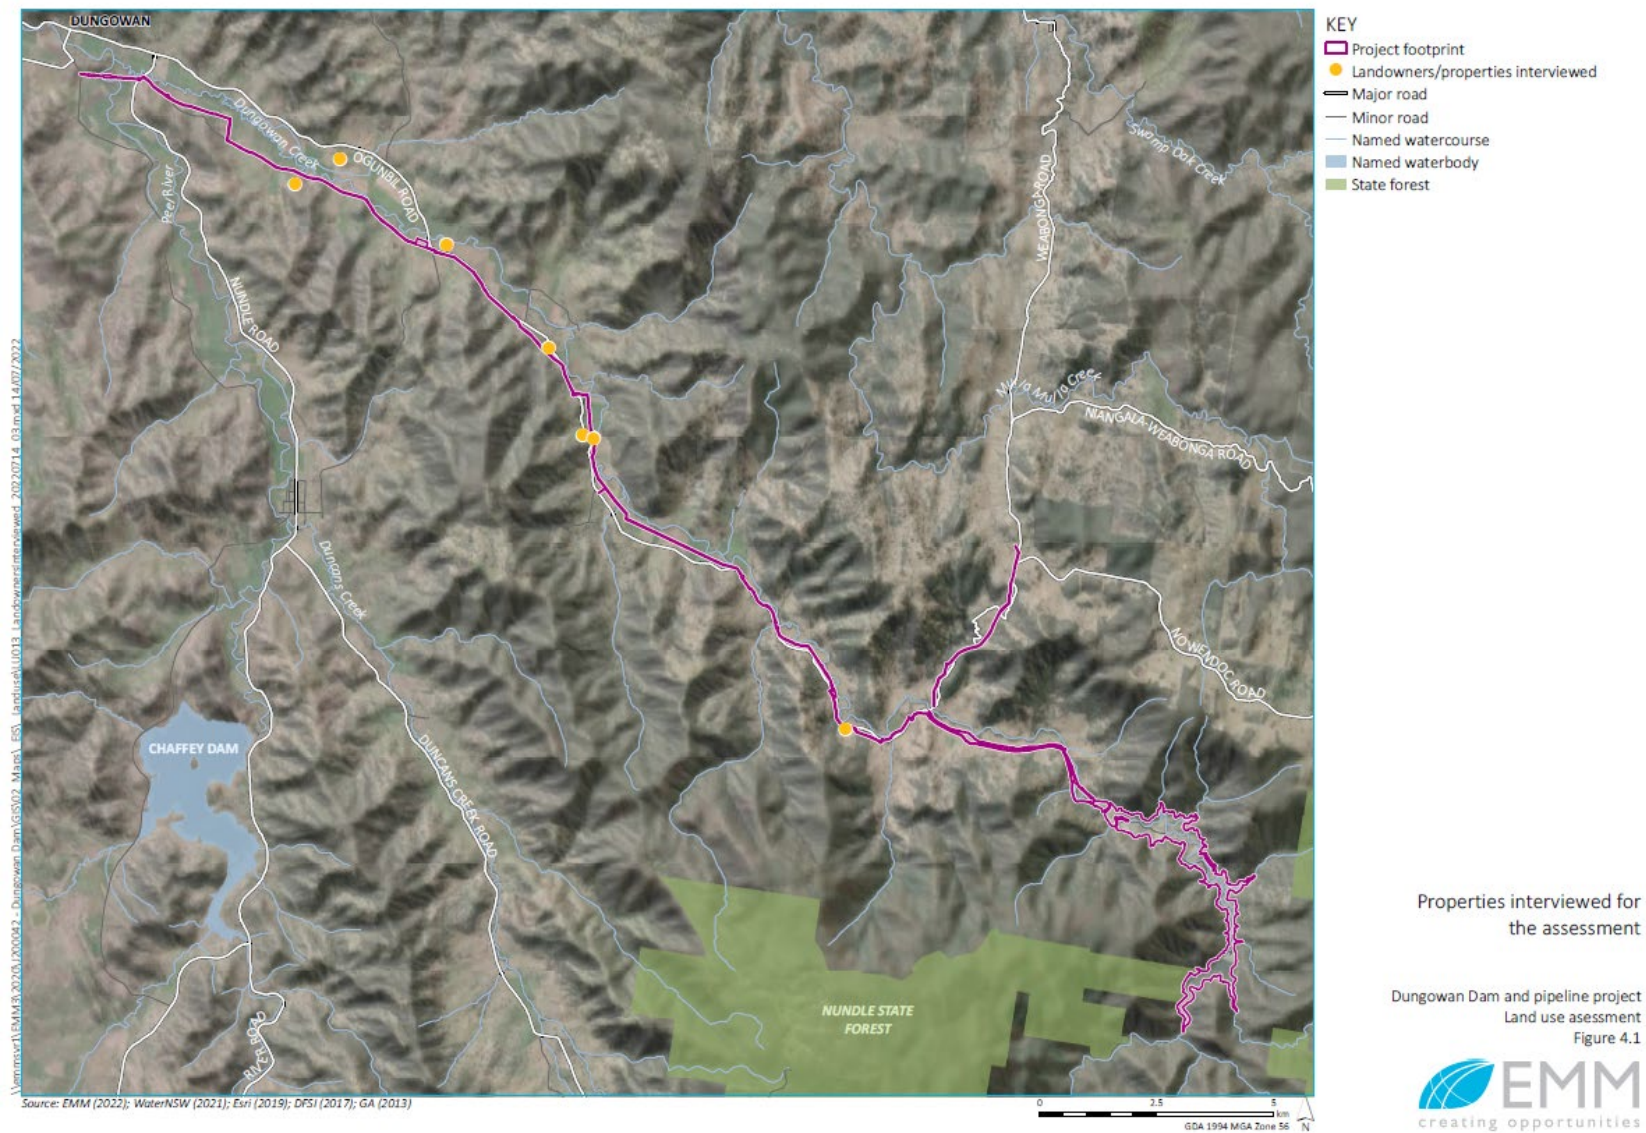 DUNGOWAN
Dungowan Creek
OGUNBIL ROAD
Peel River
NUNDLE ROAD
WEABONGA ROAD
Swamp Oak Creek
Mulla Mulla Creek
NIANGALA-WEABONGA ROAD
NOWENDOC ROAD
Duncans Creek
CHAFFEY DAM
DUNCANS CREEK ROAD
RIVER ROAD
NUNDLE STATE
FOREST
KEY
Project footprint
Landowners/properties interviewed
Major road
Minor road
Named watercourse
Named waterbody
State forest
Properties interviewed for
the assessment
Dungowan Dam and pipeline project
Land use asessment
Figure 4.1
EMM
creating opportunities
Source: EMM (2022); WaterNSW (2021); Esri (2019); DFSI (2017); GA (2013)
0 2.5 5
km
GDA 1994 MGA Zone 56 N